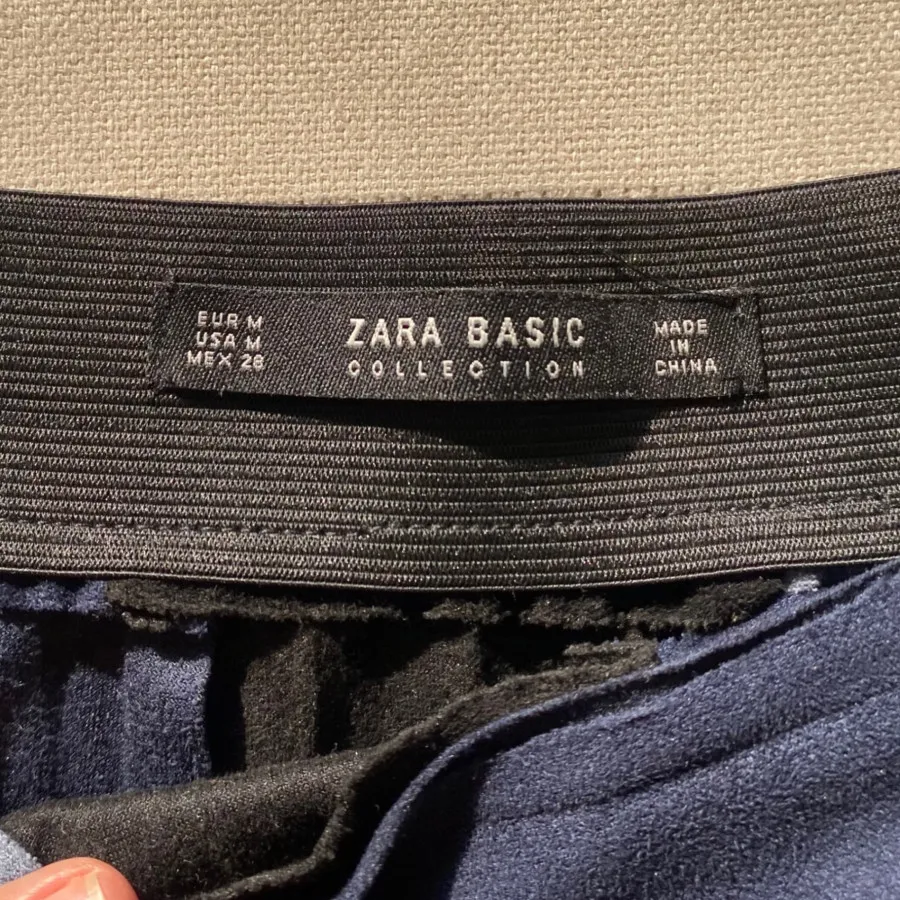 EUR M
USA M
MEX 28
ZARA BASIC
COLLECTION
MADE
IN
CHINA